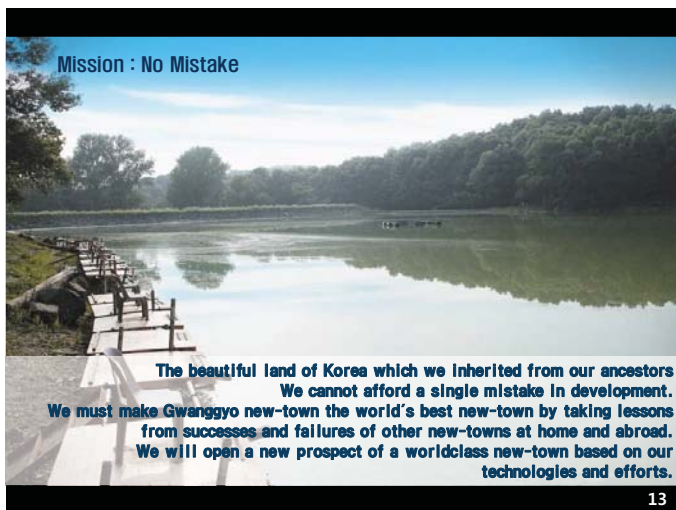 Mission : No Mistake
The beautiful land of Korea which we inherited from our ancestors
We cannot afford a single mistake in development.
We must make Gwanggyo new-town the world's best new-town by taking lessons
from successes and failures of other new-towns at home and abroad.
We will open a new prospect of a worldclass new-town based on our
technologies and efforts.
13